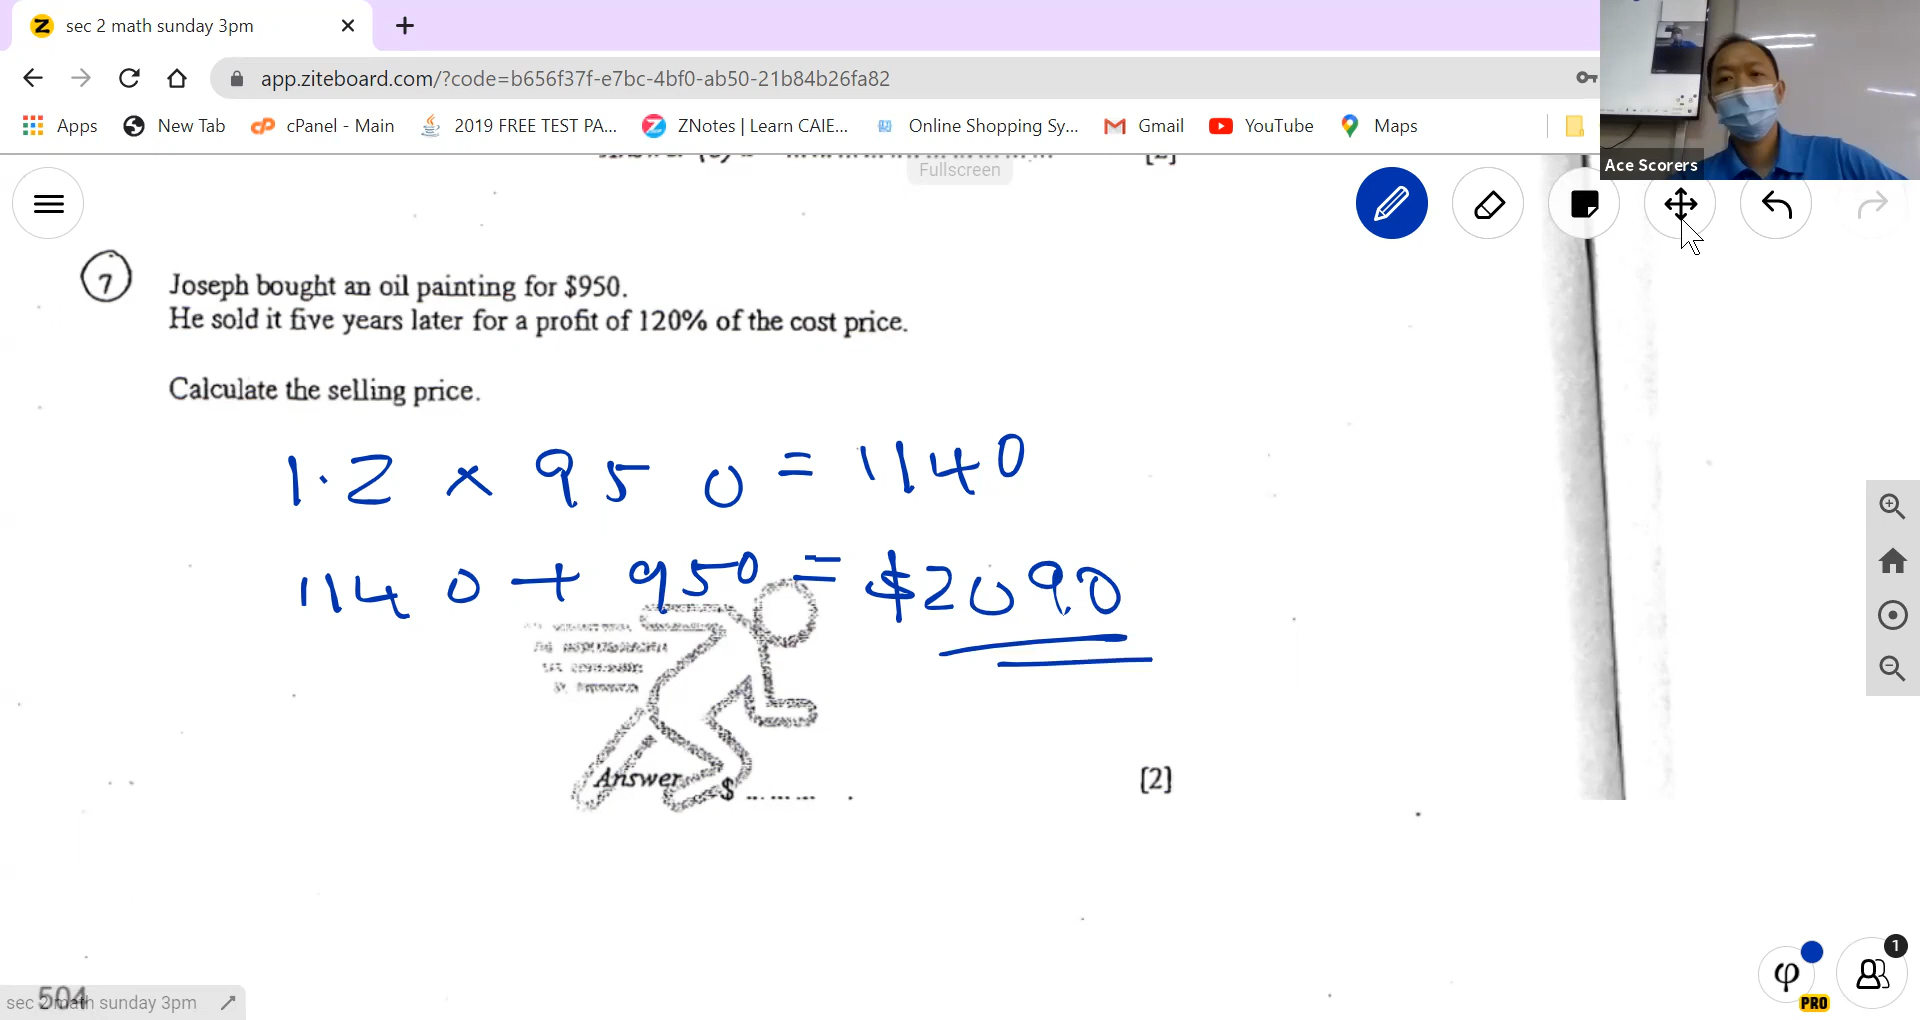 sec 2 math sunday 3pm
app.ziteboard.com/?code=b656f37f-e7bc-4bf0-ab50-21b84b26fa82
Apps New Tab cPanel - Main 2019 FREE TEST PA... ZNotes | Learn CAIE... Online Shopping Sy... Gmail YouTube Maps
Ace Scorers
[2]
Fullscreen
7 Joseph bought an oil painting for $950.
He sold it five years later for a profit of 120% of the cost price.
Calculate the selling price.
1.2 × 950 = 1140
1140 + 950 = $2090
Answer $ ......... .
[2]
1
PRO
504
sec 2 math sunday 3pm